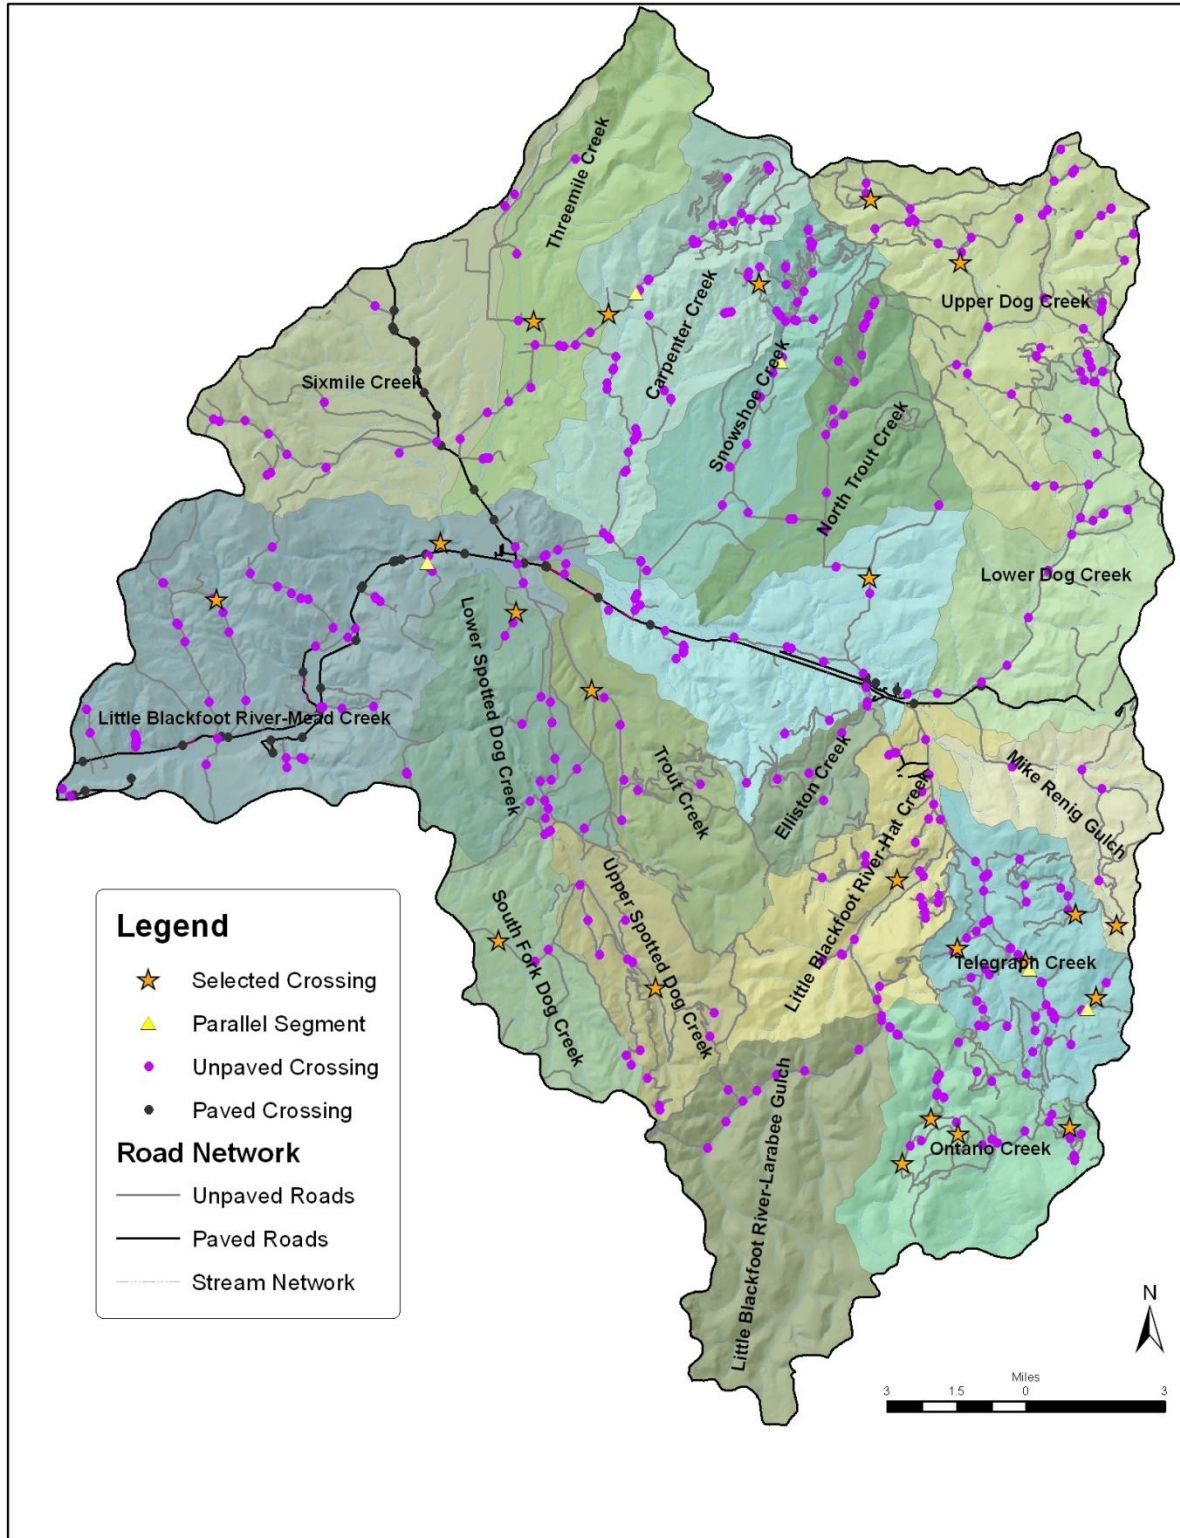 Threemile Creek
Carpenter Creek
Upper Dog Creek
Sixmile Creek
Snowshoe Creek
North Trout Creek
Lower Dog Creek
Lower Spotted Dog Creek
Little Blackfoot River-Mead Creek
Trout Creek
Elliston Creek
Mike Renig Gulch
Little Blackfoot River-Hat Creek
Upper Spotted Dog Creek
South Fork Dog Creek
Telegraph Creek
Little Blackfoot River-Larabee Gulch
Ontario Creek
Legend
Selected Crossing
Parallel Segment
Unpaved Crossing
Paved Crossing
Road Network
Unpaved Roads
Paved Roads
Stream Network
N
Miles
3 1.5 0 3